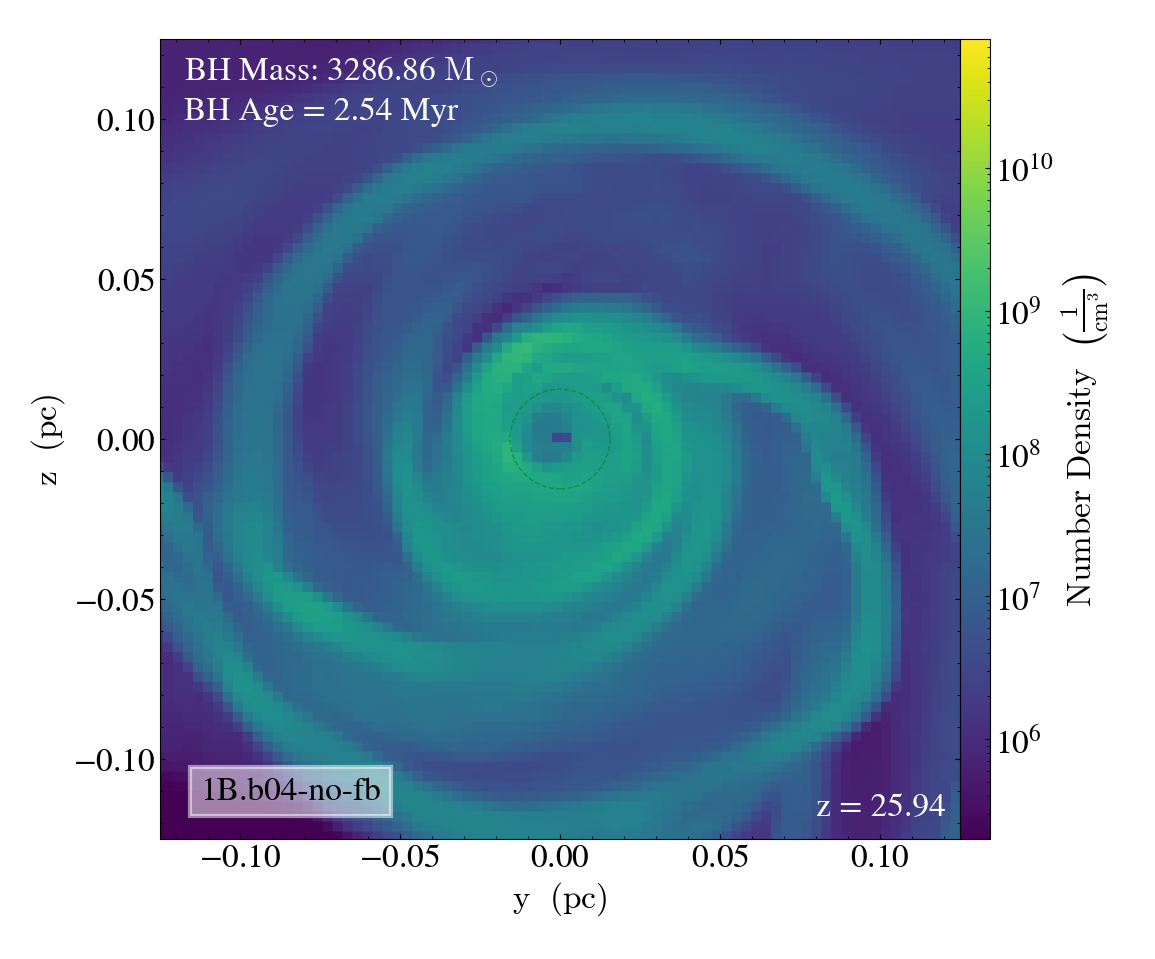 BH Mass: 3286.86 M⊙
BH Age = 2.54 Myr
0.10
0.05
0.00
−0.05
−0.10
z (pc)
1B.b04-no-fb
z = 25.94
−0.10 −0.05 0.00 0.05 0.10
y (pc)
10¹⁰
10⁹
10⁸
10⁷
10⁶
Number Density (1/cm³)